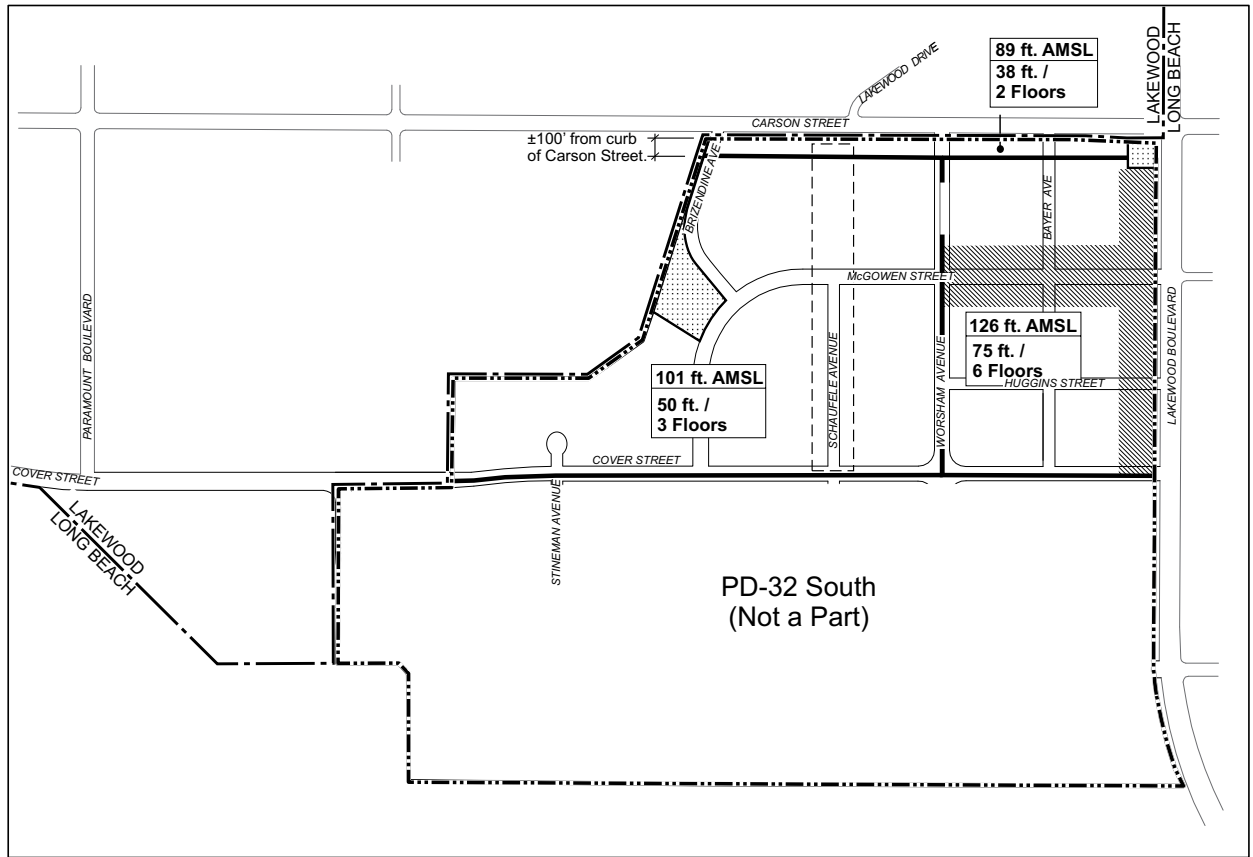 LAKEWOOD
LONG BEACH
89 ft. AMSL
38 ft. /
2 Floors
LAKEWOOD DRIVE
CARSON STREET
±100' from curb
of Carson Street.
BRIZENDINE AVE
BAYER AVE
McGOWEN STREET
PARAMOUNT BOULEVARD
LAKEWOOD BOULEVARD
126 ft. AMSL
75 ft. /
6 Floors
HUGGINS STREET
WORSHAM AVENUE
SCHAUFELE AVENUE
101 ft. AMSL
50 ft. /
3 Floors
COVER STREET
COVER STREET
STINEMAN AVENUE
LAKEWOOD
LONG BEACH
PD-32 South
(Not a Part)